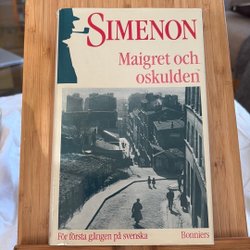 SIMENON
Maigret och
oskulden
För första gången på svenska
Bonniers